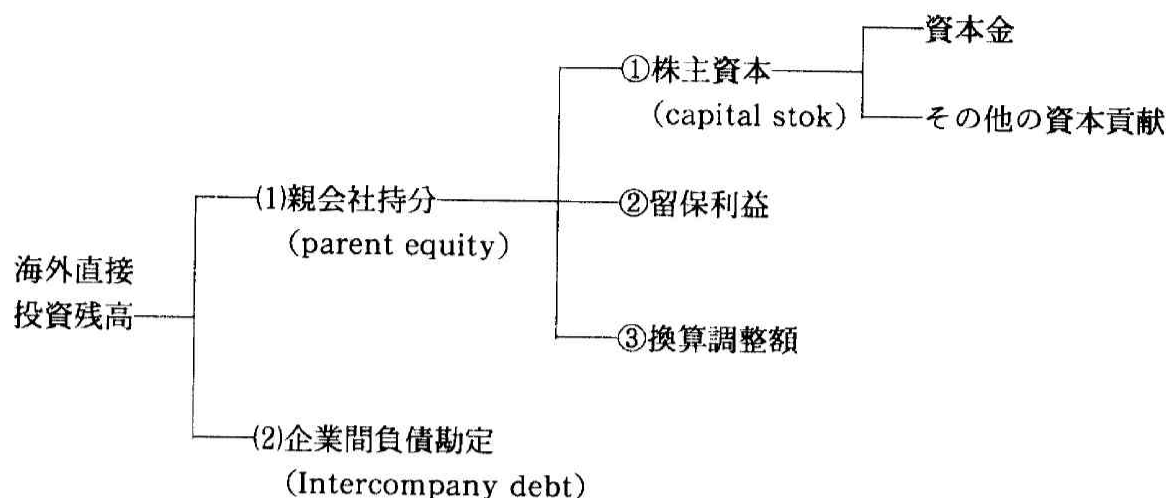 資本金
①株主資本
(capital stok)
その他の資本貢献
(1)親会社持分
(parent equity)
②留保利益
海外直接
投資残高
③換算調整額
(2)企業間負債勘定
(Intercompany debt)